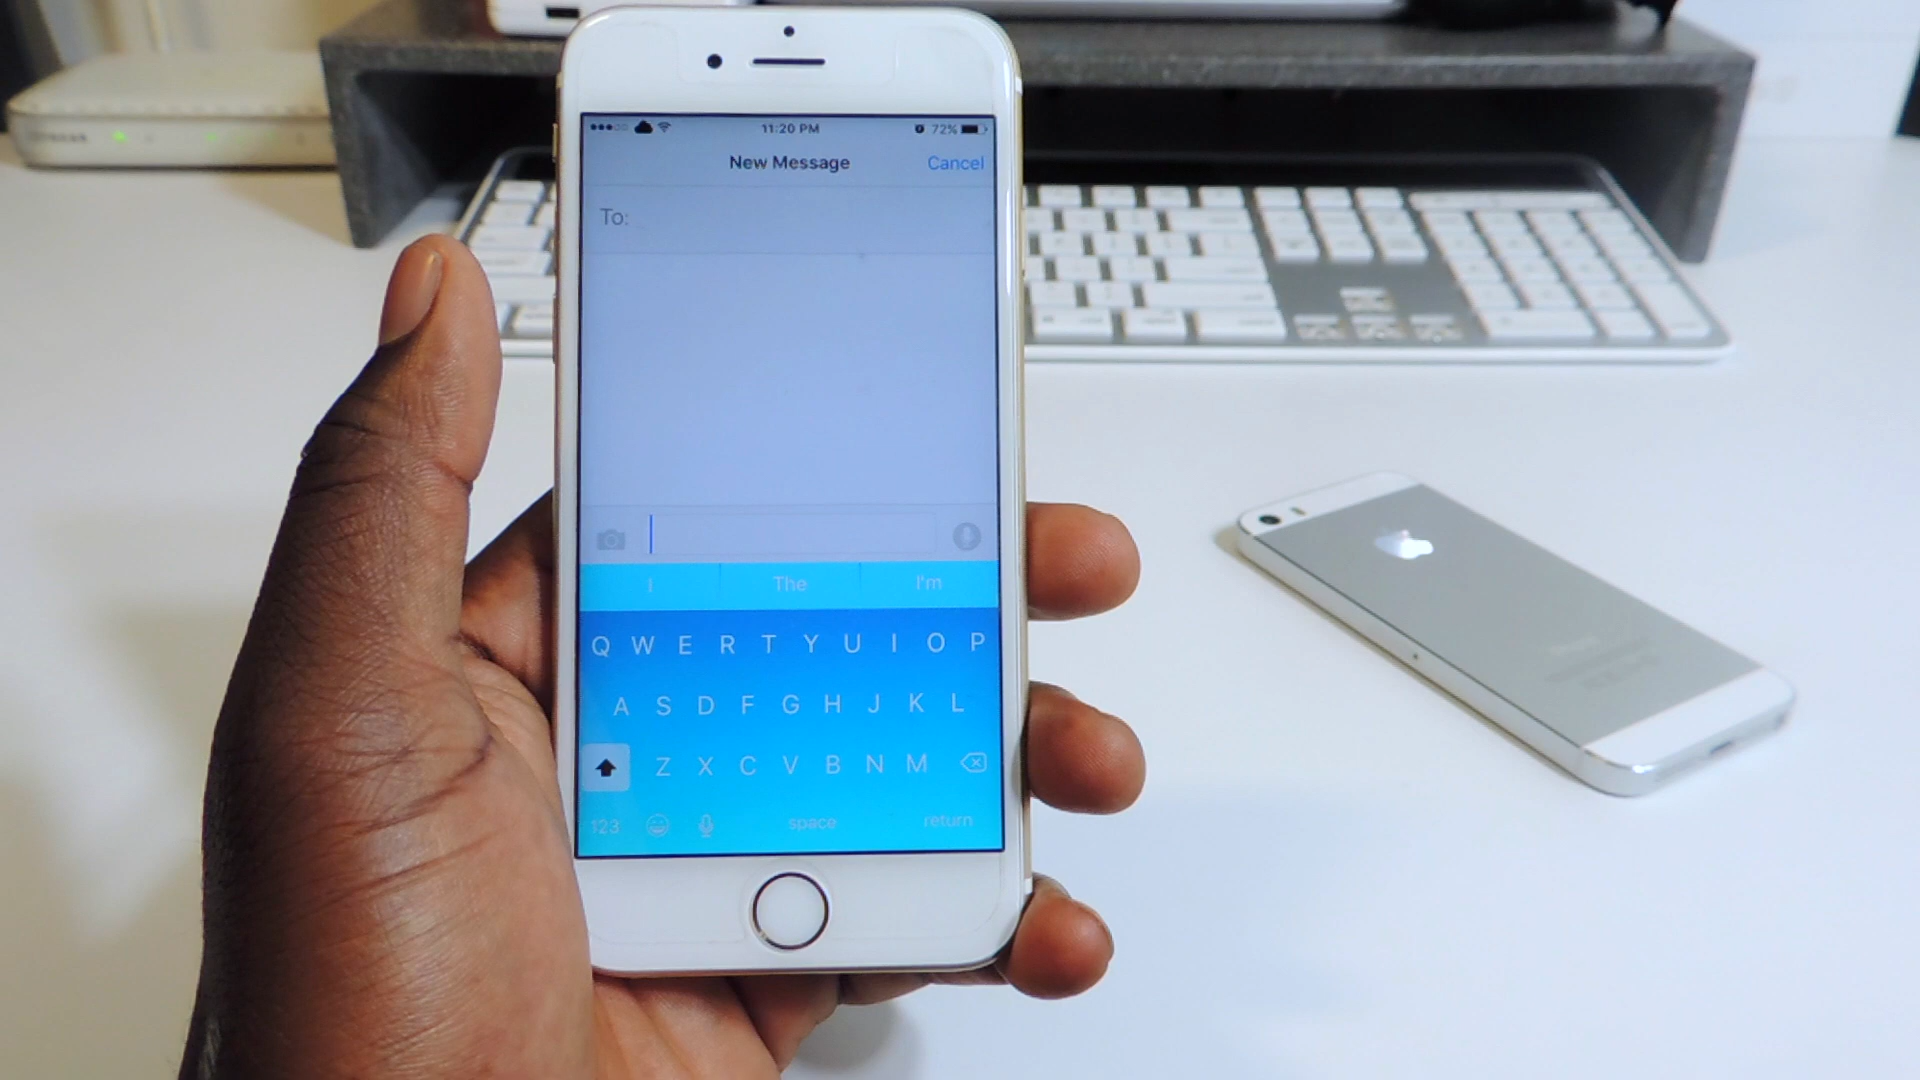 11:20 PM 72%
New Message Cancel
To:
I The I'm
Q W E R T Y U I O P
A S D F G H J K L
Z X C V B N M
123 space return